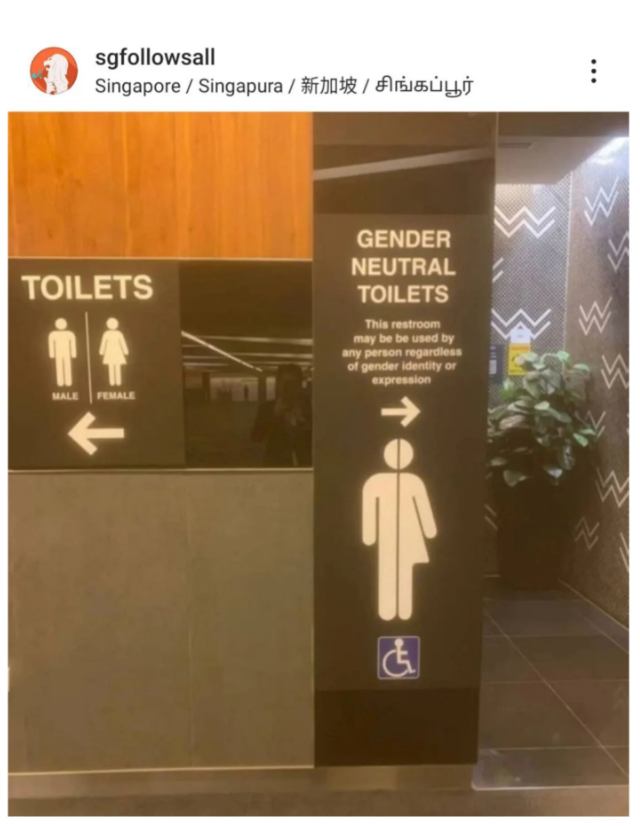 sgfollowsall
Singapore / Singapura / 新加坡 / சிங்கப்பூர்
TOILETS
MALE FEMALE
GENDER
NEUTRAL
TOILETS
This restroom
may be be used by
any person regardless
of gender identity or
expression